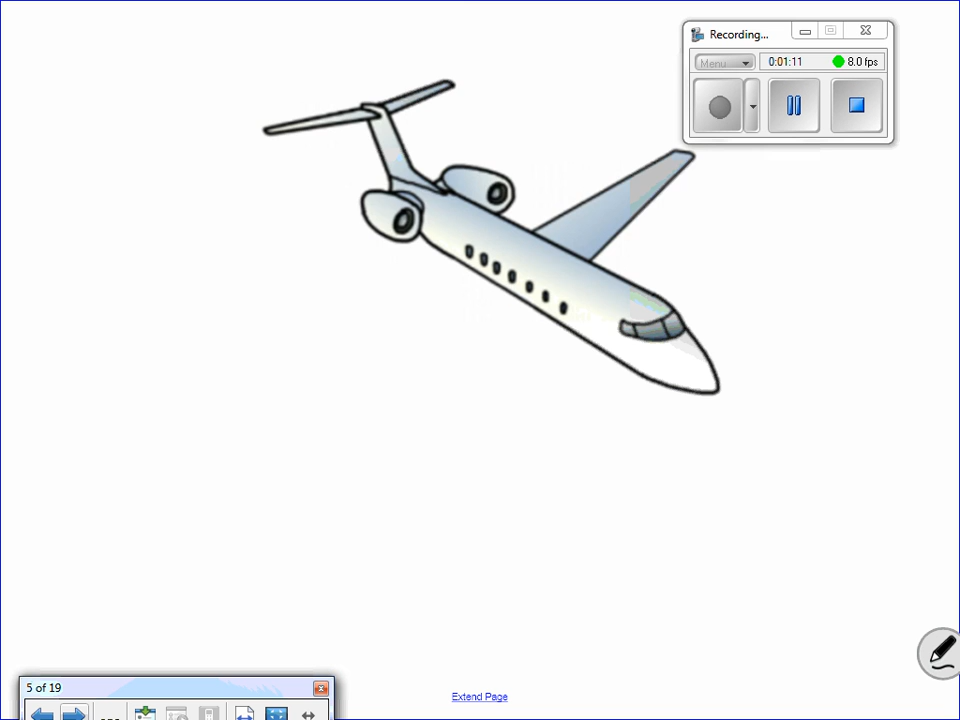 Recording...
Menu
0:01:11
8.0 fps
5 of 19
Extend Page